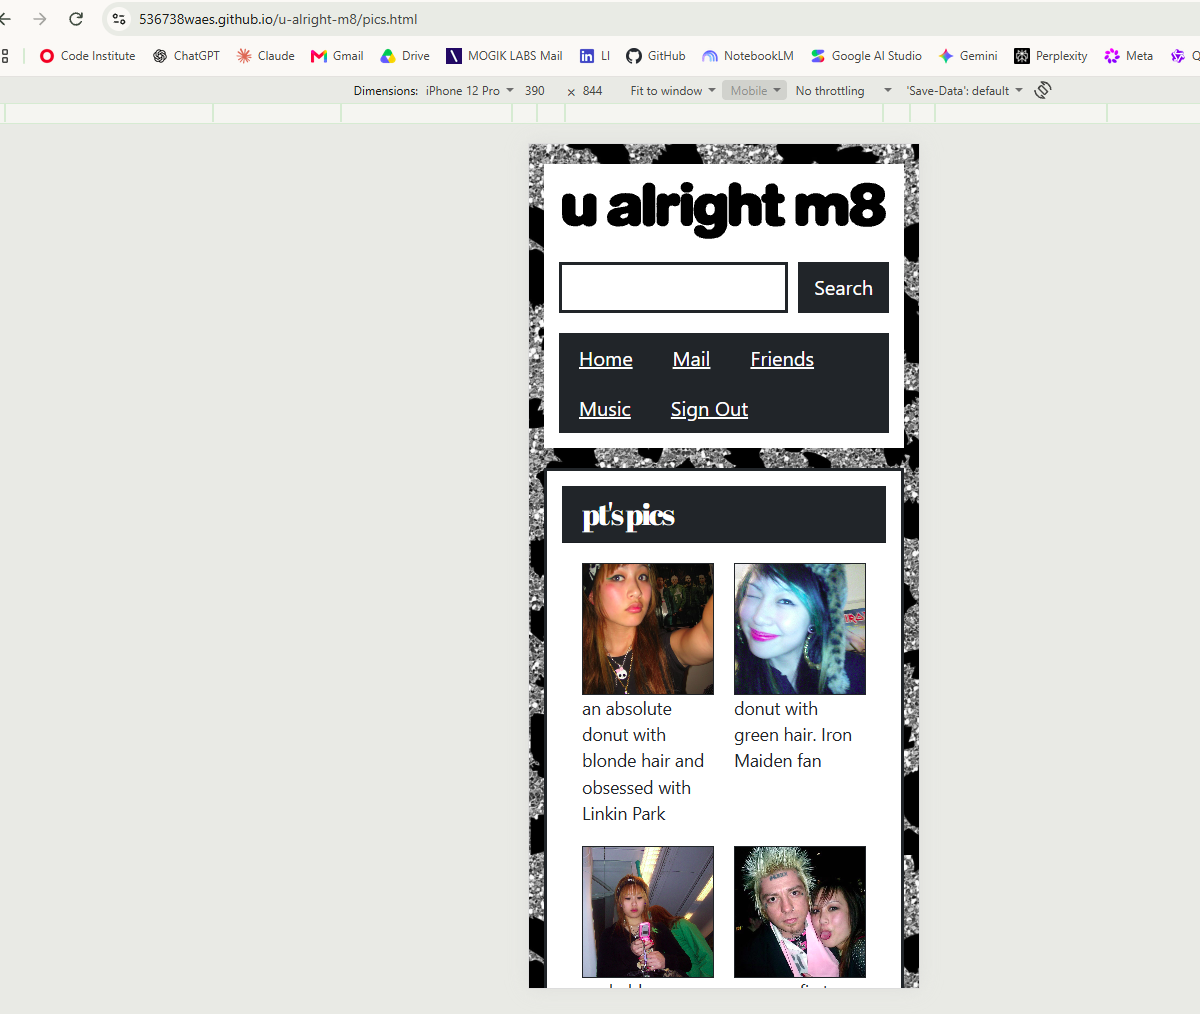 536738waes.github.io/u-alright-m8/pics.html
Code Institute ChatGPT Claude Gmail Drive MOGIK LABS Mail LI GitHub NotebookLM Google AI Studio Gemini Perplexity Meta Q
Dimensions: iPhone 12 Pro 390 × 844 Fit to window Mobile No throttling 'Save-Data': default
u alright m8
Search
Home Mail Friends
Music Sign Out
pt's pics
an absolute
donut with
blonde hair and
obsessed with
Linkin Park
donut with
green hair. Iron
Maiden fan